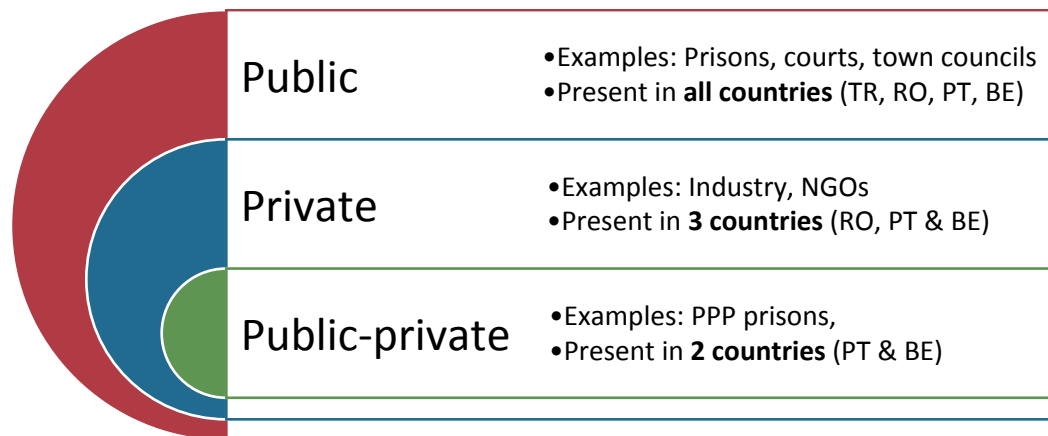 Public
•Examples: Prisons, courts, town councils
•Present in all countries (TR, RO, PT, BE)
Private
•Examples: Industry, NGOs
•Present in 3 countries (RO, PT & BE)
Public-private
•Examples: PPP prisons,
•Present in 2 countries (PT & BE)